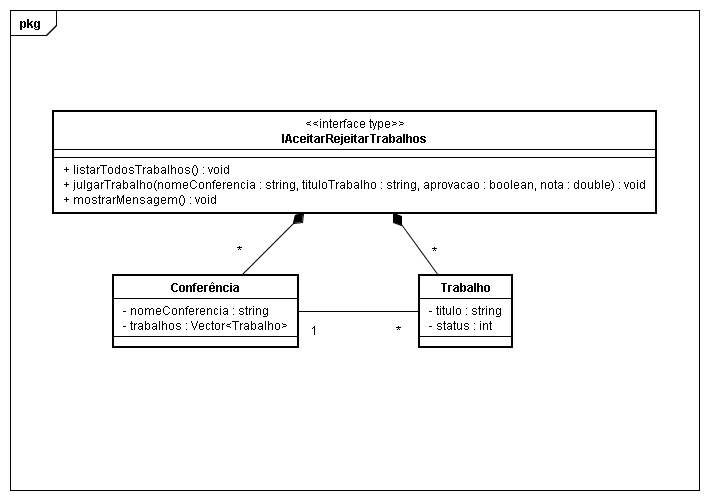 pkg
<<interface type>>
IAceitarRejeitarTrabalhos
+ listarTodosTrabalhos() : void
+ julgarTrabalho(nomeConferencia : string, tituloTrabalho : string, aprovacao : boolean, nota : double) : void
+ mostrarMensagem() : void
*
*
Conferência
- nomeConferencia : string
- trabalhos : Vector<Trabalho>
1
*
Trabalho
- titulo : string
- status : int